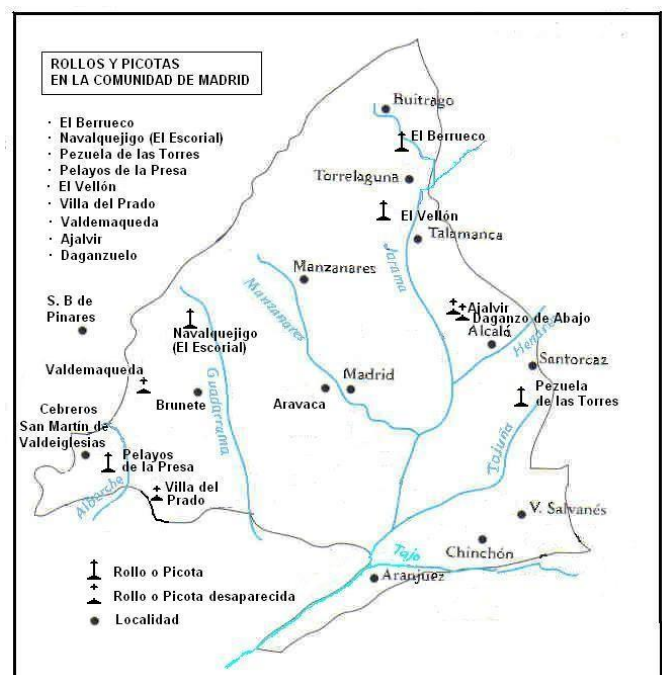 ROLLOS Y PICOTAS
EN LA COMUNIDAD DE MADRID
· El Berrueco
· Navalquejigo (El Escorial)
· Pezuela de las Torres
· Pelayos de la Presa
· El Vellón
· Villa del Prado
· Valdemaqueda
· Ajalvir
· Daganzuelo
Buitrago
El Berrueco
Torrelaguna
El Vellón
Talamanca
Jarama
Manzanares
Manzanares
S. B de
Pinares
Navalquejigo
(El Escorial)
Ajalvir
Daganzo de Abajo
Alcalá
Henares
Santorcaz
Valdemaqueda
Brunete
Guadarrama
Aravaca
Madrid
Pezuela
de las Torres
Cebreros
San Martín de
Valdeiglesias
Pelayos
de la Presa
Alberche
Villa del
Prado
Tajuña
V. Salvanés
Chinchón
Tajo
Aranjuez
Rollo o Picota
Rollo o Picota desaparecida
Localidad